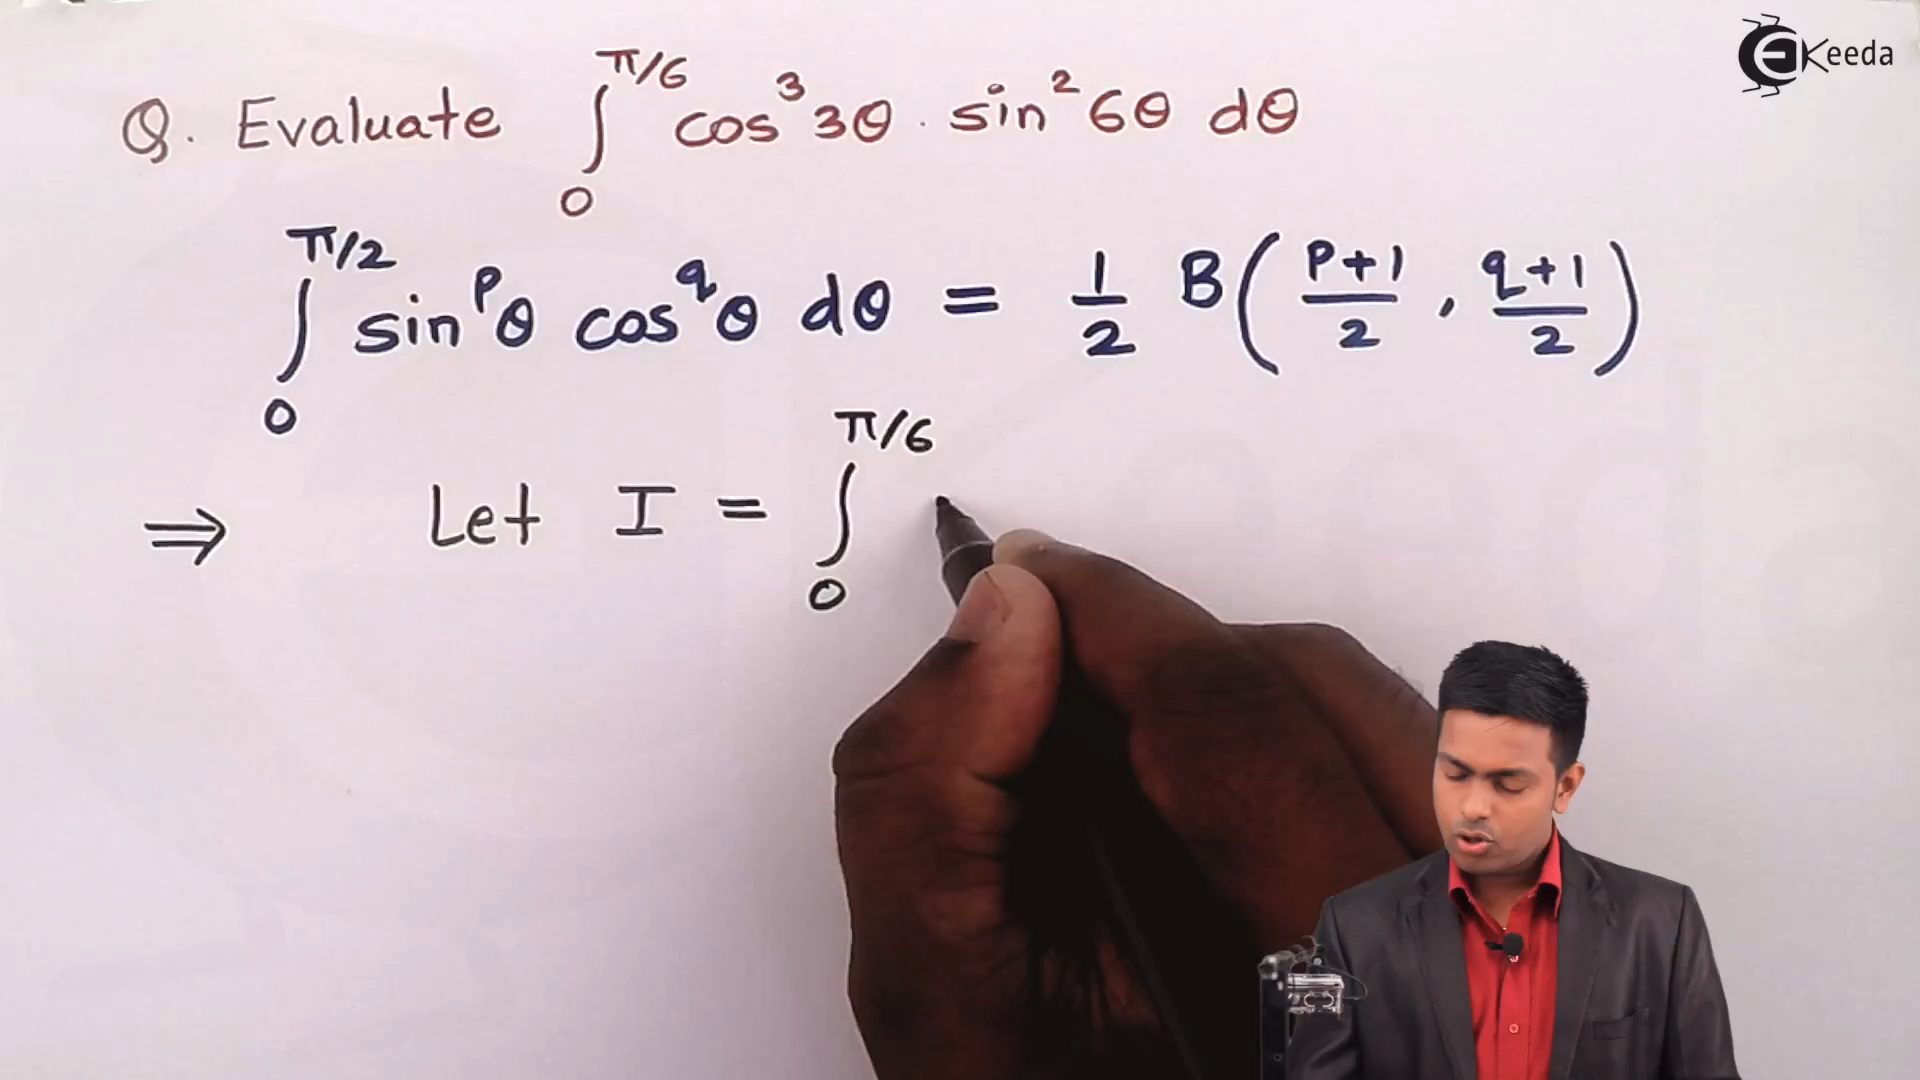 εKeeda
Q. Evaluate ∫₀^π/6 cos³3θ . sin²6θ dθ
∫₀^π/2 sin^pθ cos^qθ dθ = 1/2 B(p+1/2 , q+1/2)
⇒ Let I = ∫₀^π/6